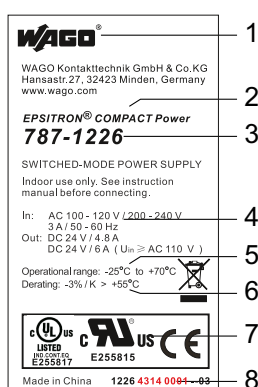 WAGO®
1
WAGO Kontakttechnik GmbH & Co.KG
Hansastr.27, 32423 Minden, Germany
www.wago.com
2
EPSITRON® COMPACT Power
787-1226
3
SWITCHED-MODE POWER SUPPLY
Indoor use only. See instruction
manual before connecting.
In: AC 100 - 120 V / 200 - 240 V
4
3 A / 50 - 60 Hz
Out: DC 24 V / 4.8 A
DC 24 V / 6 A ( Uin ≥ AC 110 V )
5
Operational range: -25°C to +70°C
Derating: -3% / K > +55°C
6
c UL us
LISTED
IND.CONT.EQ
E255817
c UR US
E255815
CE
7
Made in China 1226 4314 0001 - 03
8